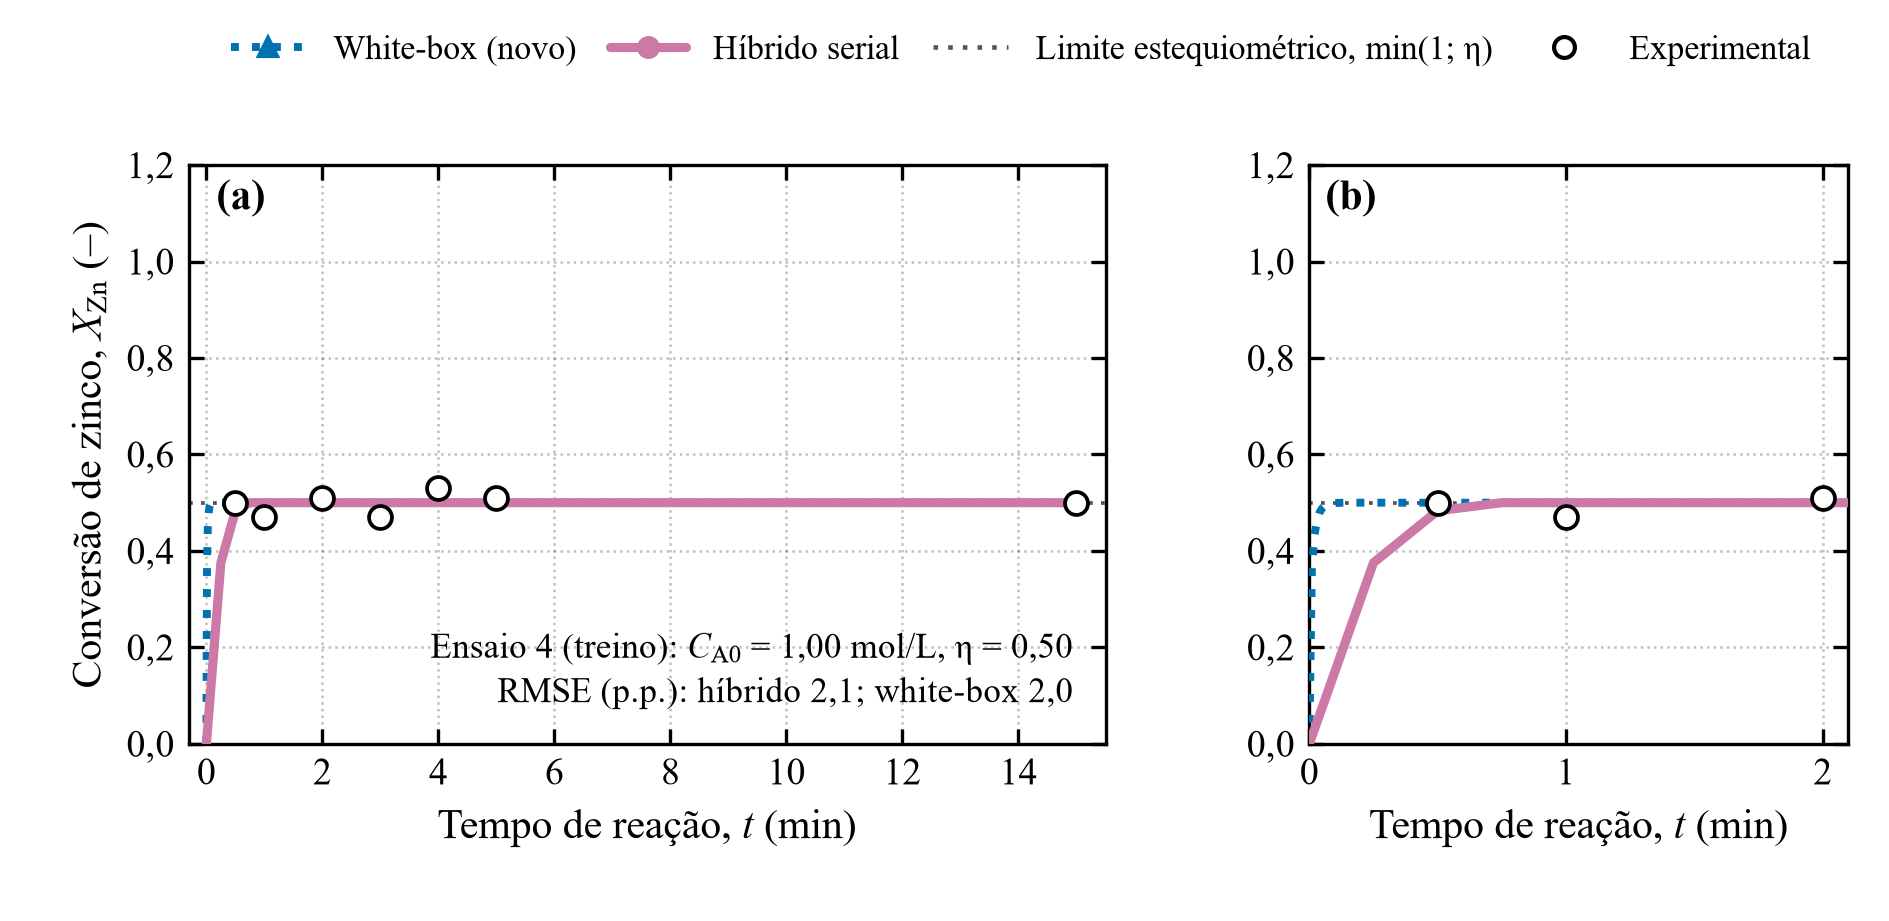 White-box (novo) Híbrido serial Limite estequiométrico, min(1; η) Experimental
(a)
1,2
1,0
0,8
0,6
0,4
0,2
0,0
Conversão de zinco, X_Zn (−)
Ensaio 4 (treino): C_A0 = 1,00 mol/L, η = 0,50
RMSE (p.p.): híbrido 2,1; white-box 2,0
0 2 4 6 8 10 12 14
Tempo de reação, t (min)
(b)
1,2
1,0
0,8
0,6
0,4
0,2
0,0
0 1 2
Tempo de reação, t (min)